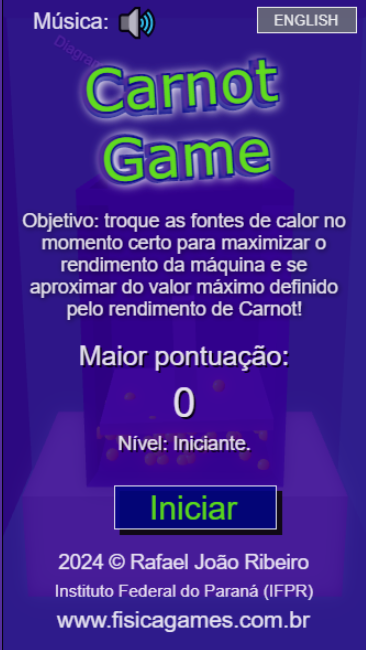 Música:
ENGLISH
Carnot
Game
Objetivo: troque as fontes de calor no
momento certo para maximizar o
rendimento da máquina e se
aproximar do valor máximo definido
pelo rendimento de Carnot!
Maior pontuação:
0
Nível: Iniciante.
Iniciar
2024 © Rafael João Ribeiro
Instituto Federal do Paraná (IFPR)
www.fisicagames.com.br